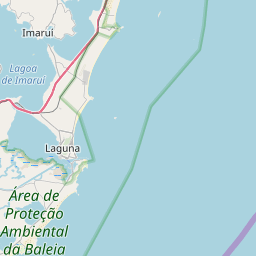 Imaruí
Lagoa
de Imaruí
Laguna
Área de
Proteção
Ambiental
da Baleia